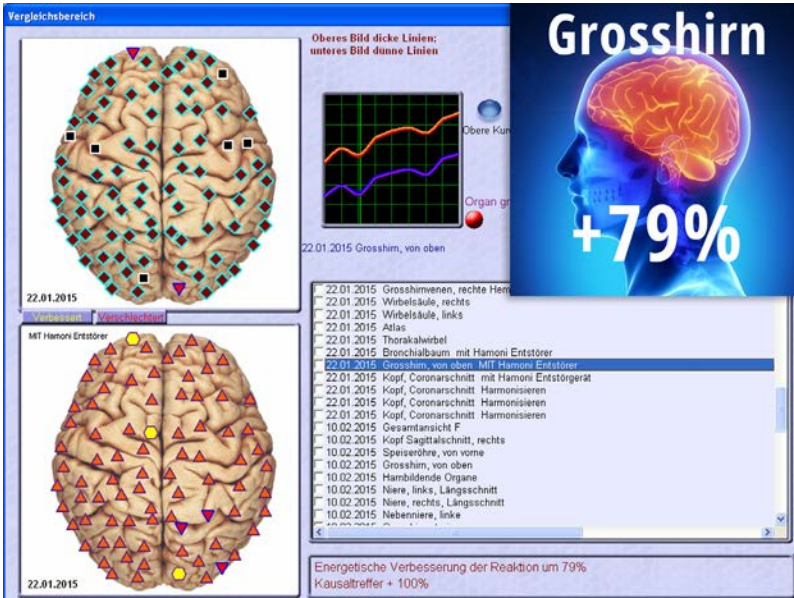 Vergleichsbereich
Oberes Bild dicke Linien;
unteres Bild dünne Linien
Grosshirn
+79%
Obere Kur
Organ gr
22.01.2015 Grosshirn, von oben
22.01.2015
Verbessert
Verschlechtert
MIT Hamoni Entstörer
22.01.2015
22.01.2015 Grosshirnvenen, rechte Hem
22.01.2015 Wirbelsäule, rechts
22.01.2015 Wirbelsäule, links
22.01.2015 Atlas
22.01.2015 Thorakalwirbel
22.01.2015 Bronchialbaum mit Hamoni Entstörer
22.01.2015 Grosshirn, von oben MIT Hamoni Entstörer
22.01.2015 Kopf, Coronarschnitt mit Hamoni Entstörgerät
22.01.2015 Kopf, Coronarschnitt Harmonisieren
22.01.2015 Kopf, Coronarschnitt Harmonisieren
22.01.2015 Kopf, Coronarschnitt Harmonisieren
10.02.2015 Gesamtansicht F
10.02.2015 Kopf Sagittalschnitt, rechts
10.02.2015 Speiseröhre, von vorne
10.02.2015 Grosshirn, von oben
10.02.2015 Harnbildende Organe
10.02.2015 Niere, links, Längsschnitt
10.02.2015 Niere, rechts, Längsschnitt
10.02.2015 Nebenniere, linke
Energetische Verbesserung der Reaktion um 79%
Kausaltreffer + 100%